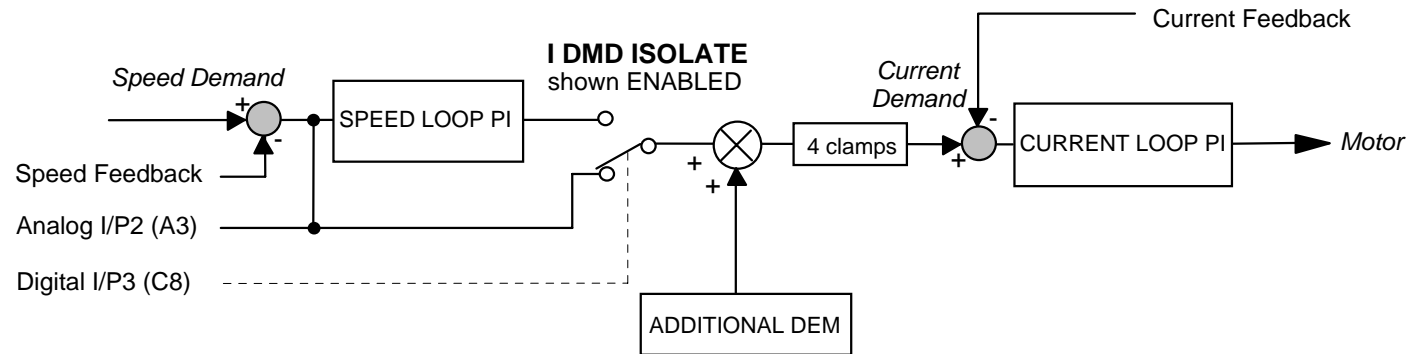 Current Feedback
I DMD ISOLATE
shown ENABLED
Speed Demand
Current
Demand
+
-
SPEED LOOP PI
4 clamps
-
+
CURRENT LOOP PI
Motor
Speed Feedback
+
+
Analog I/P2 (A3)
Digital I/P3 (C8)
ADDITIONAL DEM